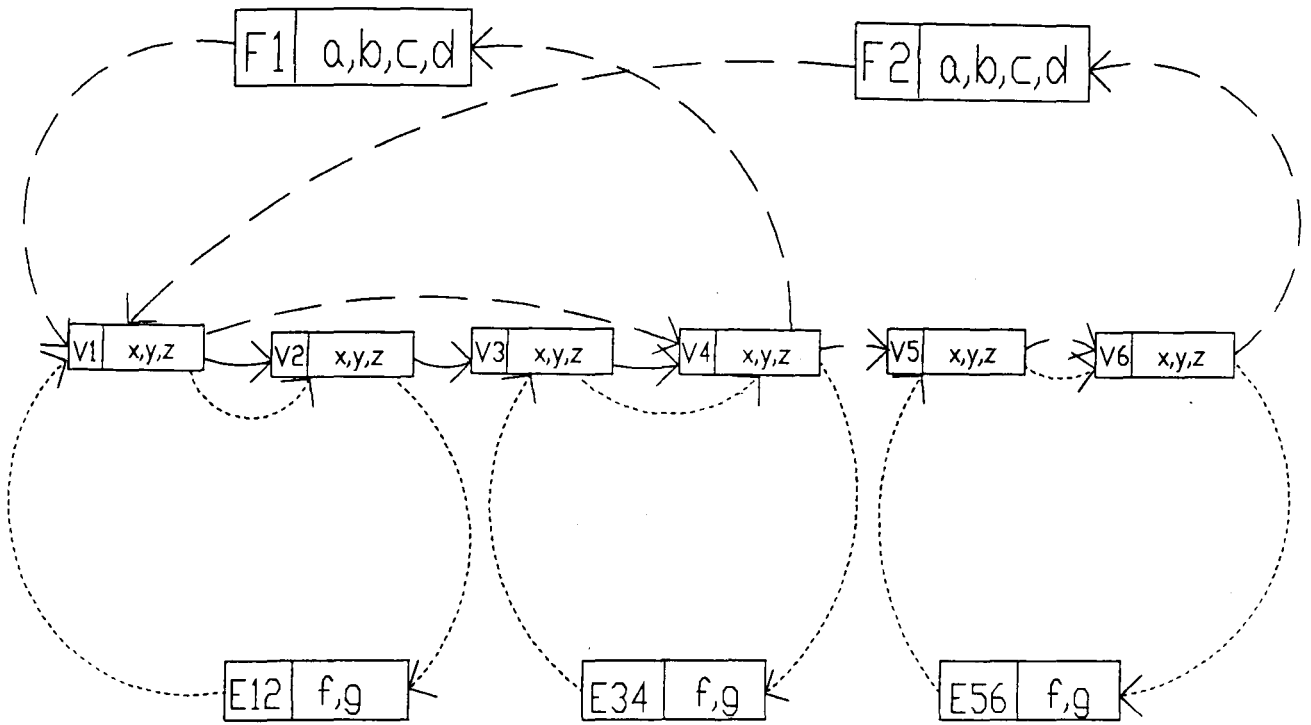 F1 a,b,c,d
F2 a,b,c,d
V1 x,y,z
V2 x,y,z
V3 x,y,z
V4 x,y,z
V5 x,y,z
V6 x,y,z
E12 f,g
E34 f,g
E56 f,g